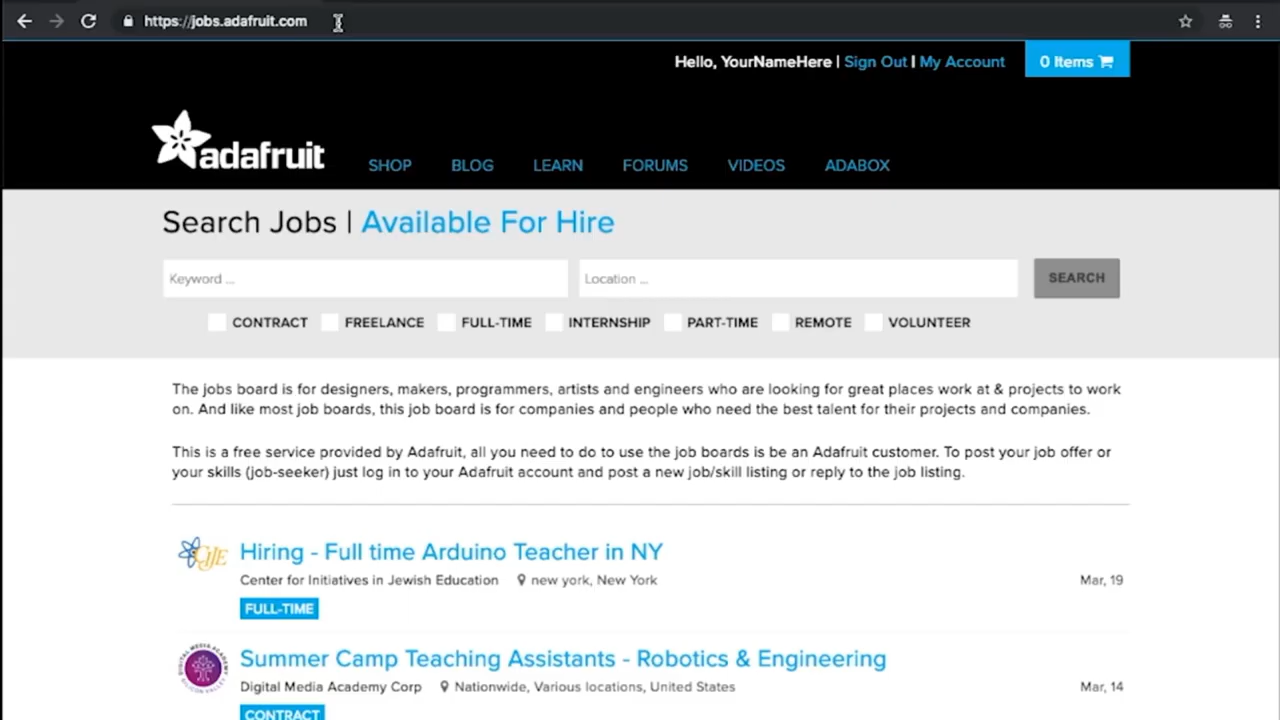 https://jobs.adafruit.com
Hello, YourNameHere | Sign Out | My Account
0 Items
adafruit
SHOP BLOG LEARN FORUMS VIDEOS ADABOX
Search Jobs | Available For Hire
Keyword ... Location ... SEARCH
CONTRACT FREELANCE FULL-TIME INTERNSHIP PART-TIME REMOTE VOLUNTEER
The jobs board is for designers, makers, programmers, artists and engineers who are looking for great places work at & projects to work
on. And like most job boards, this job board is for companies and people who need the best talent for their projects and companies.
This is a free service provided by Adafruit, all you need to do to use the job boards is be an Adafruit customer. To post your job offer or
your skills (job-seeker) just log in to your Adafruit account and post a new job/skill listing or reply to the job listing.
CIJE
Hiring - Full time Arduino Teacher in NY
Center for Initiatives in Jewish Education new york, New York Mar, 19
FULL-TIME
DIGITAL MEDIA ACADEMY
SILICON VALLEY
Summer Camp Teaching Assistants - Robotics & Engineering
Digital Media Academy Corp Nationwide, Various locations, United States Mar, 14
CONTRACT